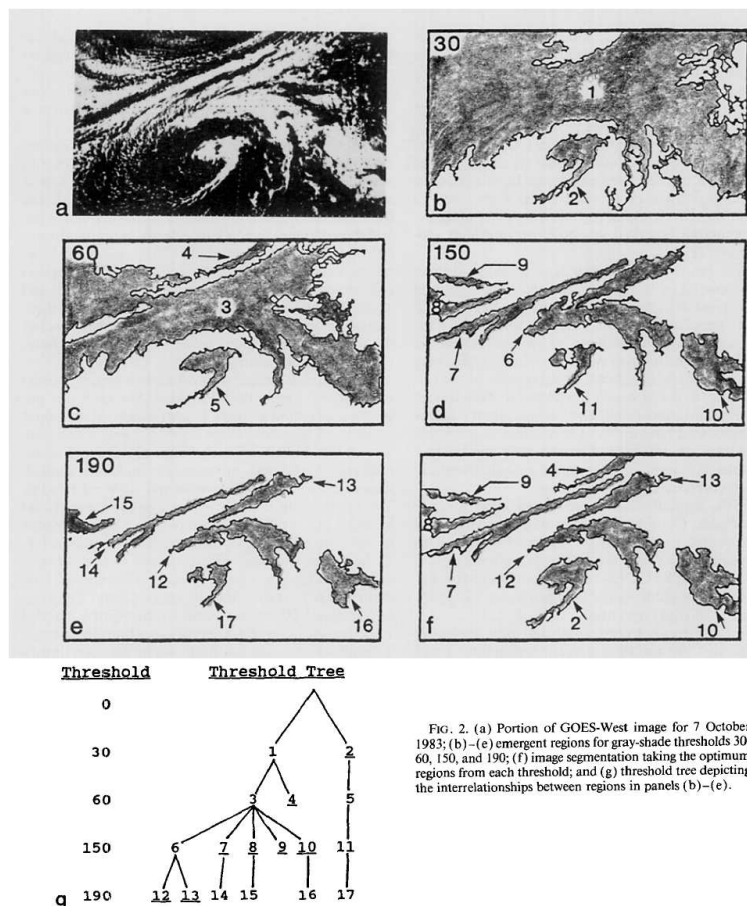 a
30
1
2
b
60
4
3
5
c
150
9
8
7
6
11
10
d
190
15
14
12
13
17
16
e
4
9
8
7
12
13
2
10
f
Threshold Threshold Tree
0
30 1 2
60 3 4 5
150 6 7 8 9 10 11
g 190 12 13 14 15 16 17
FIG. 2. (a) Portion of GOES-West image for 7 October
1983; (b)–(e) emergent regions for gray-shade thresholds 30,
60, 150, and 190; (f) image segmentation taking the optimum
regions from each threshold; and (g) threshold tree depicting
the interrelationships between regions in panels (b)–(e).